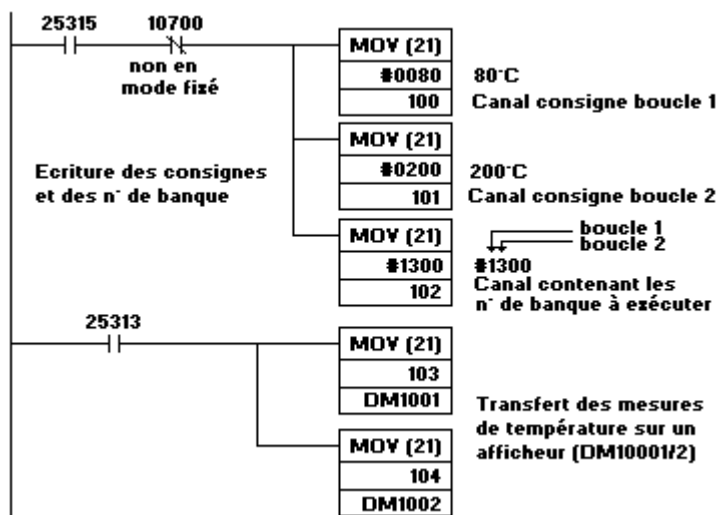 25315 10700
non en
mode fixé
MOV (21)
#0080 80°C
100 Canal consigne boucle 1
MOV (21)
#0200 200°C
101 Canal consigne boucle 2
Ecriture des consignes
et des n° de banque
MOV (21)
#1300
102
boucle 1
boucle 2
#1300
Canal contenant les
n° de banque à exécuter
25313
MOV (21)
103
DM1001
Transfert des mesures
de température sur un
afficheur (DM10001/2)
MOV (21)
104
DM1002